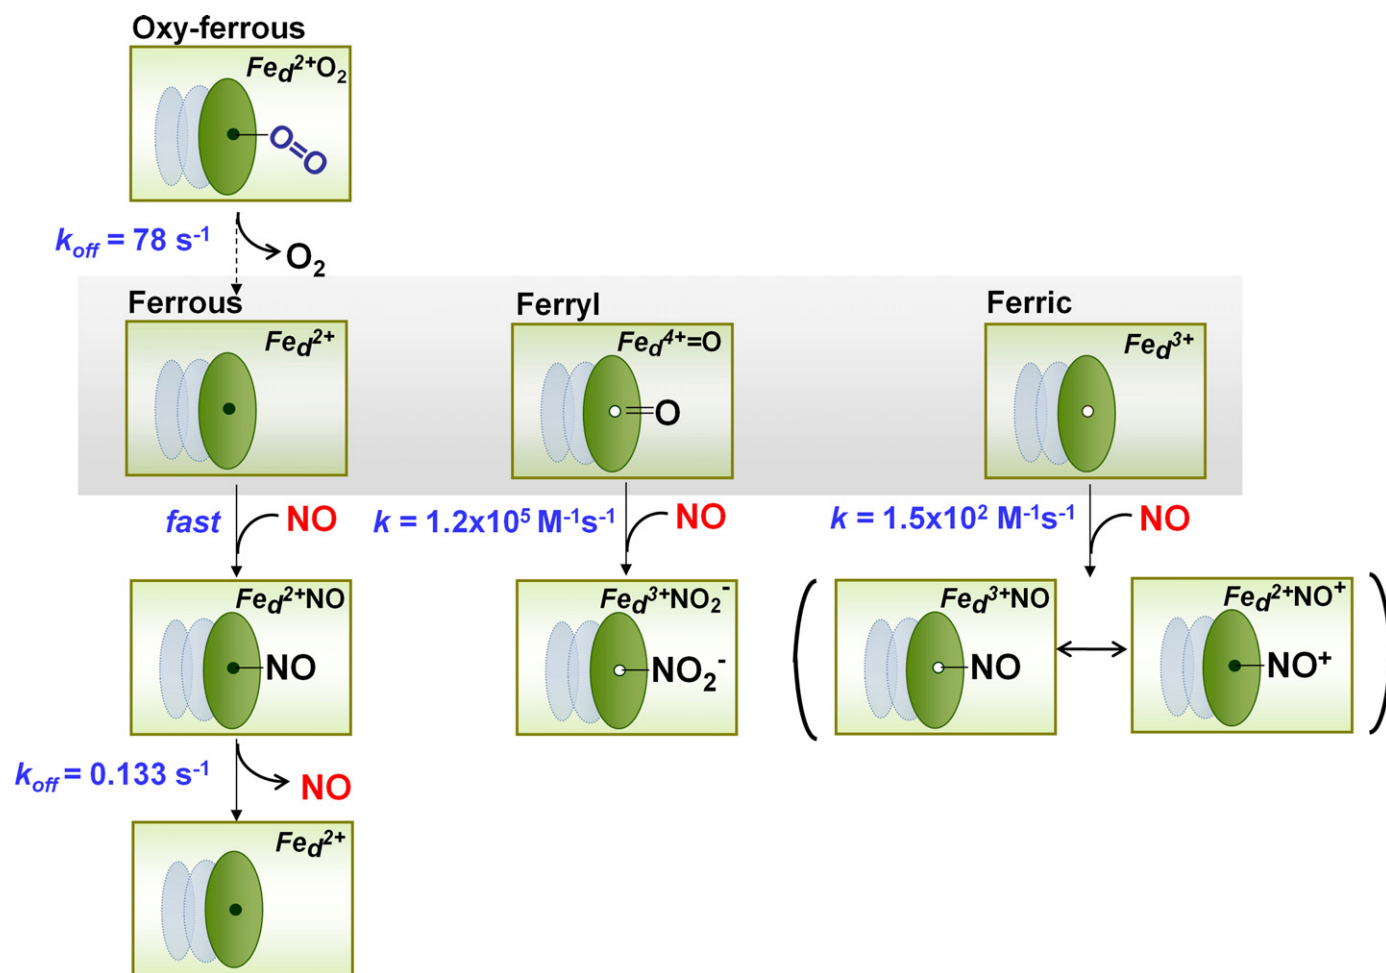 Oxy-ferrous
Fed²⁺O₂
O=O
k_off = 78 s⁻¹
O₂
Ferrous
Ferryl
Ferric
Fed²⁺
Fed⁴⁺=O
Fed³⁺
=O
fast
NO
k = 1.2x10⁵ M⁻¹s⁻¹
NO
k = 1.5x10² M⁻¹s⁻¹
NO
Fed²⁺NO
Fed³⁺NO₂⁻
Fed³⁺NO
Fed²⁺NO⁺
NO
NO₂⁻
NO
NO⁺
k_off = 0.133 s⁻¹
NO
Fed²⁺